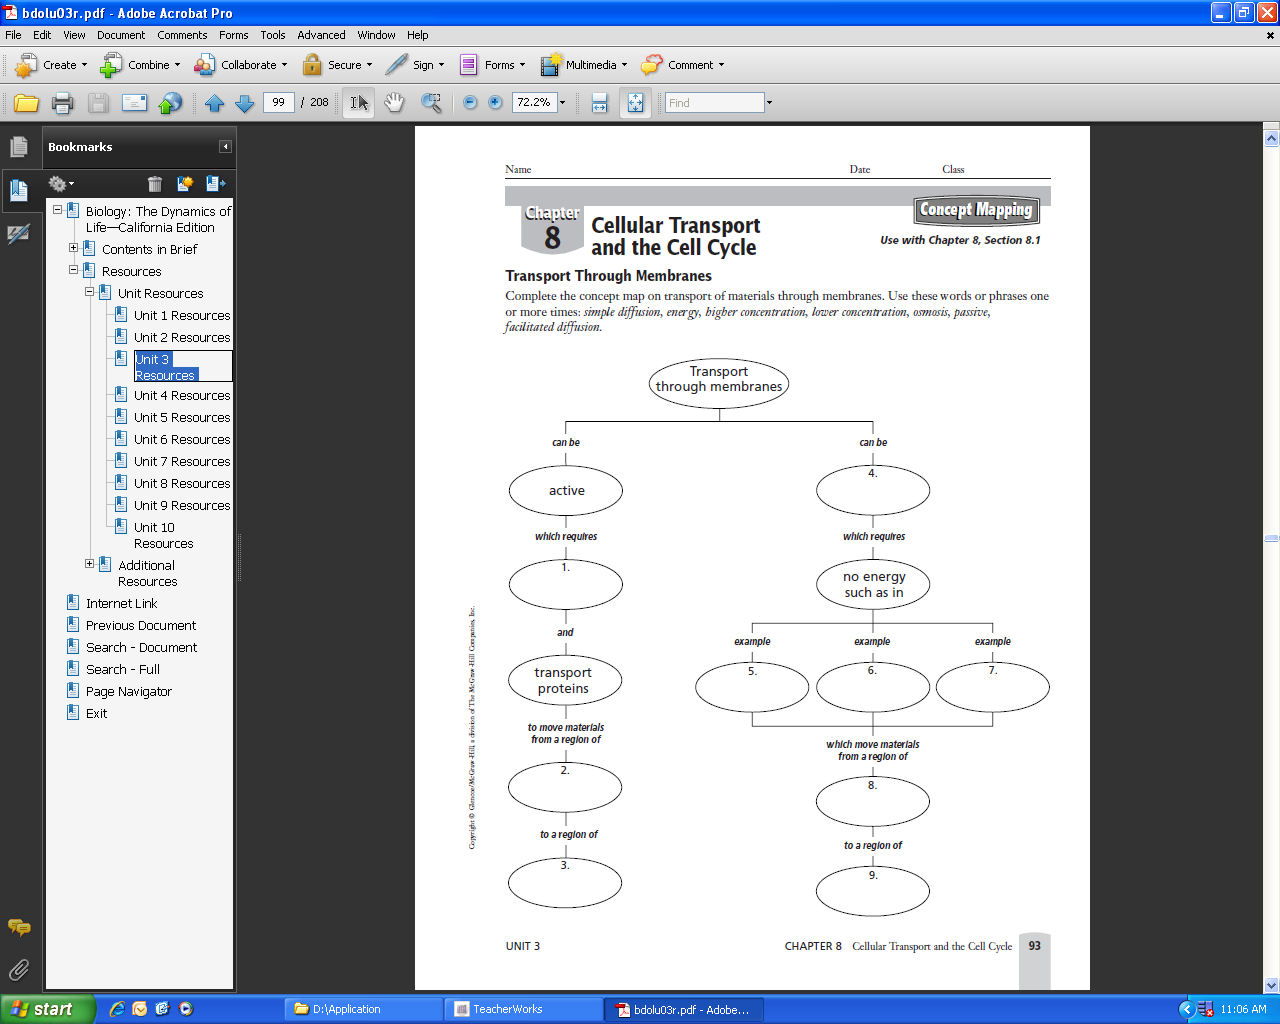 bdolu03r.pdf - Adobe Acrobat Pro
File Edit View Document Comments Forms Tools Advanced Window Help
Create Combine Collaborate Secure Sign Forms Multimedia Comment
99 / 208 72.2% Find
Bookmarks
Biology: The Dynamics of
Life—California Edition
Contents in Brief
Resources
Unit Resources
Unit 1 Resources
Unit 2 Resources
Unit 3
Resources
Unit 4 Resources
Unit 5 Resources
Unit 6 Resources
Unit 7 Resources
Unit 8 Resources
Unit 9 Resources
Unit 10
Resources
Additional
Resources
Internet Link
Previous Document
Search - Document
Search - Full
Page Navigator
Exit
Name Date Class
Chapter
8
Cellular Transport
and the Cell Cycle
Concept Mapping
Use with Chapter 8, Section 8.1
Transport Through Membranes
Complete the concept map on transport of materials through membranes. Use these words or phrases one
or more times: simple diffusion, energy, higher concentration, lower concentration, osmosis, passive,
facilitated diffusion.
Transport
through membranes
can be can be
active 4.
which requires which requires
1. no energy
such as in
and
example example example
transport
proteins
5. 6. 7.
to move materials
from a region of
which move materials
from a region of
2. 8.
to a region of to a region of
3. 9.
Copyright © Glencoe/McGraw-Hill, a division of The McGraw-Hill Companies, Inc.
UNIT 3 CHAPTER 8 Cellular Transport and the Cell Cycle 93
start D:\Application TeacherWorks bdolu03r.pdf - Adobe... 11:06 AM